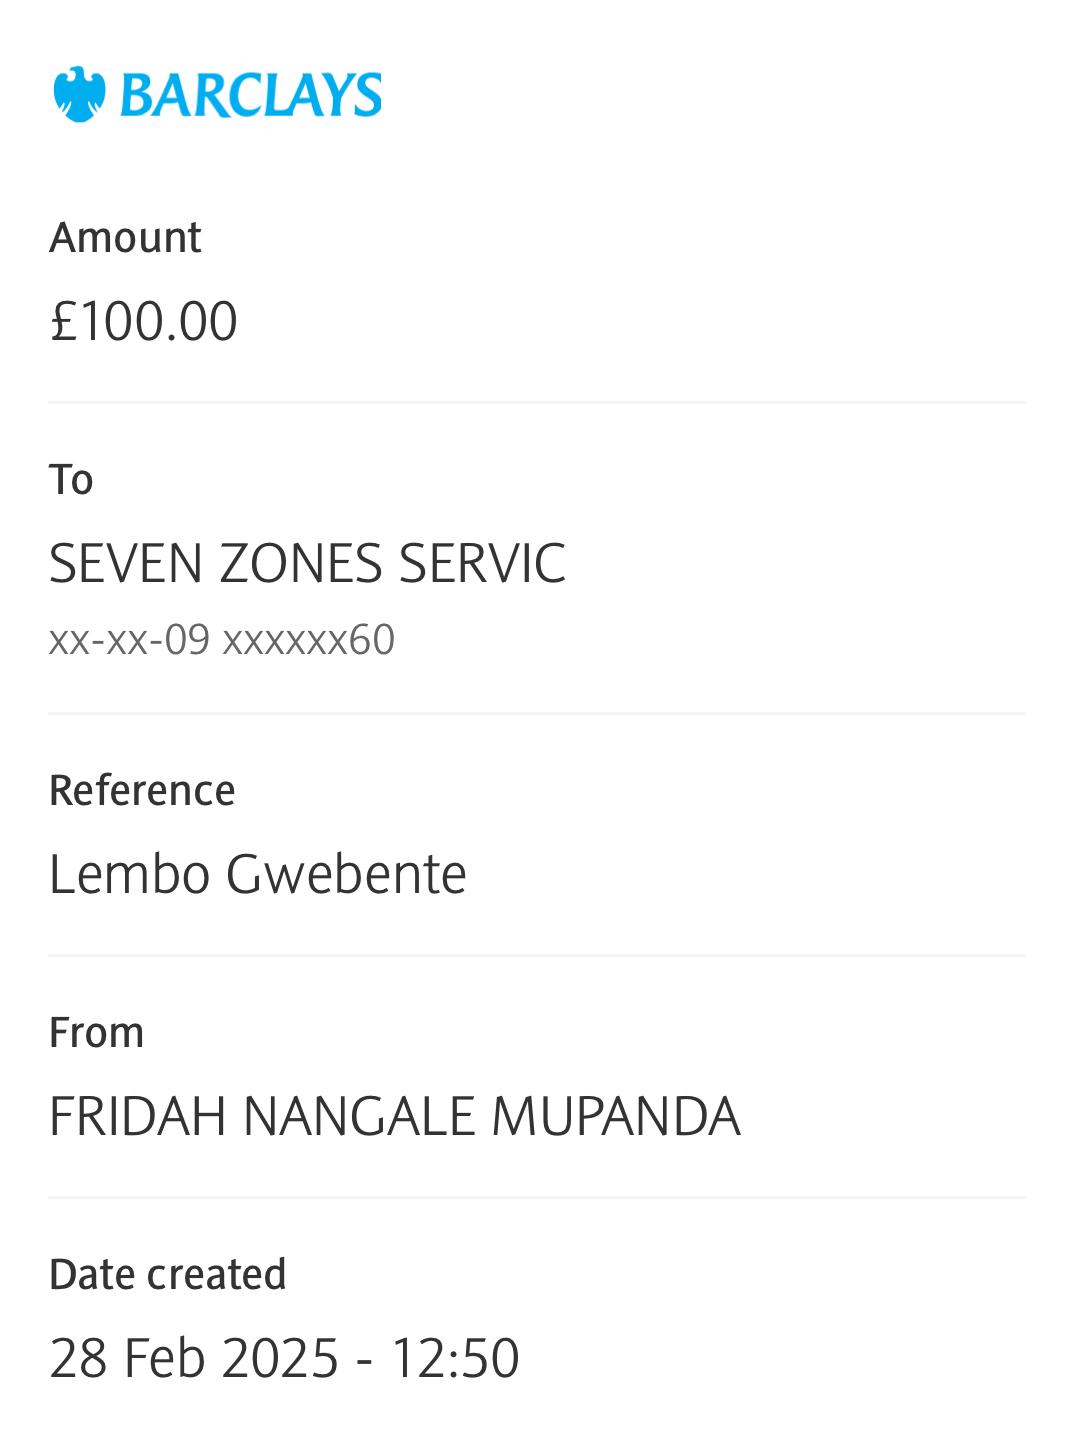 BARCLAYS
Amount
£100.00
To
SEVEN ZONES SERVIC
xx-xx-09 xxxxxx60
Reference
Lembo Gwebente
From
FRIDAH NANGALE MUPANDA
Date created
28 Feb 2025 - 12:50